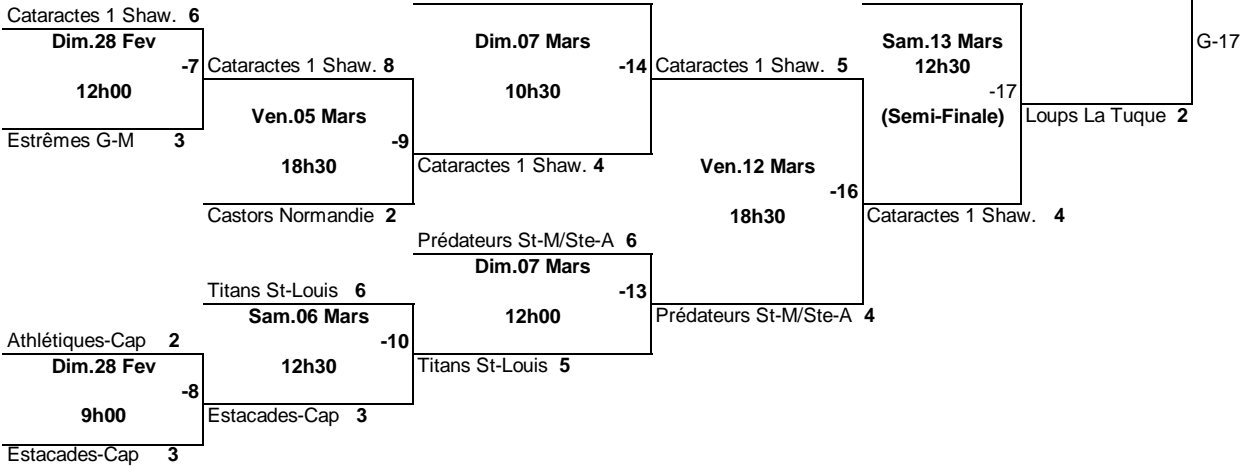 Cataractes 1 Shaw. 6
Dim.28 Fev
Dim.07 Mars
Sam.13 Mars
G-17
-7
Cataractes 1 Shaw. 8
-14
Cataractes 1 Shaw. 5
12h30
12h00
10h30
-17
Ven.05 Mars
(Semi-Finale)
Loups La Tuque 2
Estrêmes G-M 3
-9
18h30
Cataractes 1 Shaw. 4
Ven.12 Mars
-16
Castors Normandie 2
18h30
Cataractes 1 Shaw. 4
Prédateurs St-M/Ste-A 6
Dim.07 Mars
Titans St-Louis 6
-13
Sam.06 Mars
12h00
Prédateurs St-M/Ste-A 4
Athlétiques-Cap 2
-10
Dim.28 Fev
12h30
Titans St-Louis 5
-8
9h00
Estacades-Cap 3
Estacades-Cap 3